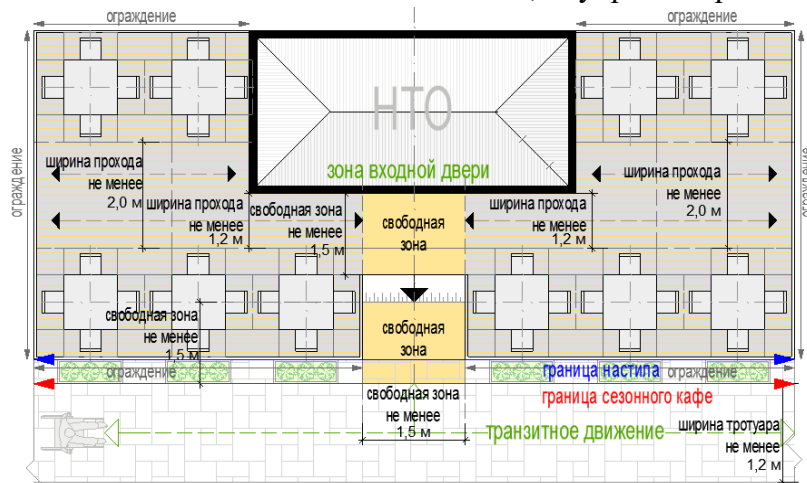 ограждение
ограждение
НТО
зона входной двери
ограждение
ограждение
ширина прохода
не менее
2,0 м
ширина прохода
не менее
1,2 м
свободная зона
не менее
1,5 м
свободная
зона
ширина прохода
не менее
1,2 м
ширина прохода
не менее
2,0 м
свободная зона
не менее
1,5 м
свободная
зона
ограждение
граница настила
ограждение
граница сезонного кафе
свободная зона
не менее
1,5 м
транзитное движение
ширина тротуара
не менее
1,2 м